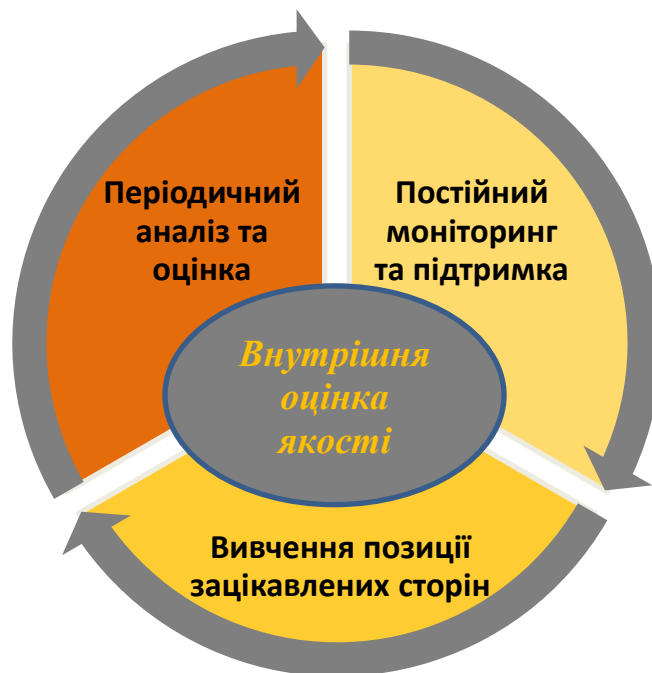 Періодичний
аналіз та
оцінка
Постійний
моніторинг
та підтримка
Внутрішня
оцінка
якості
Вивчення позиції
зацікавлених сторін